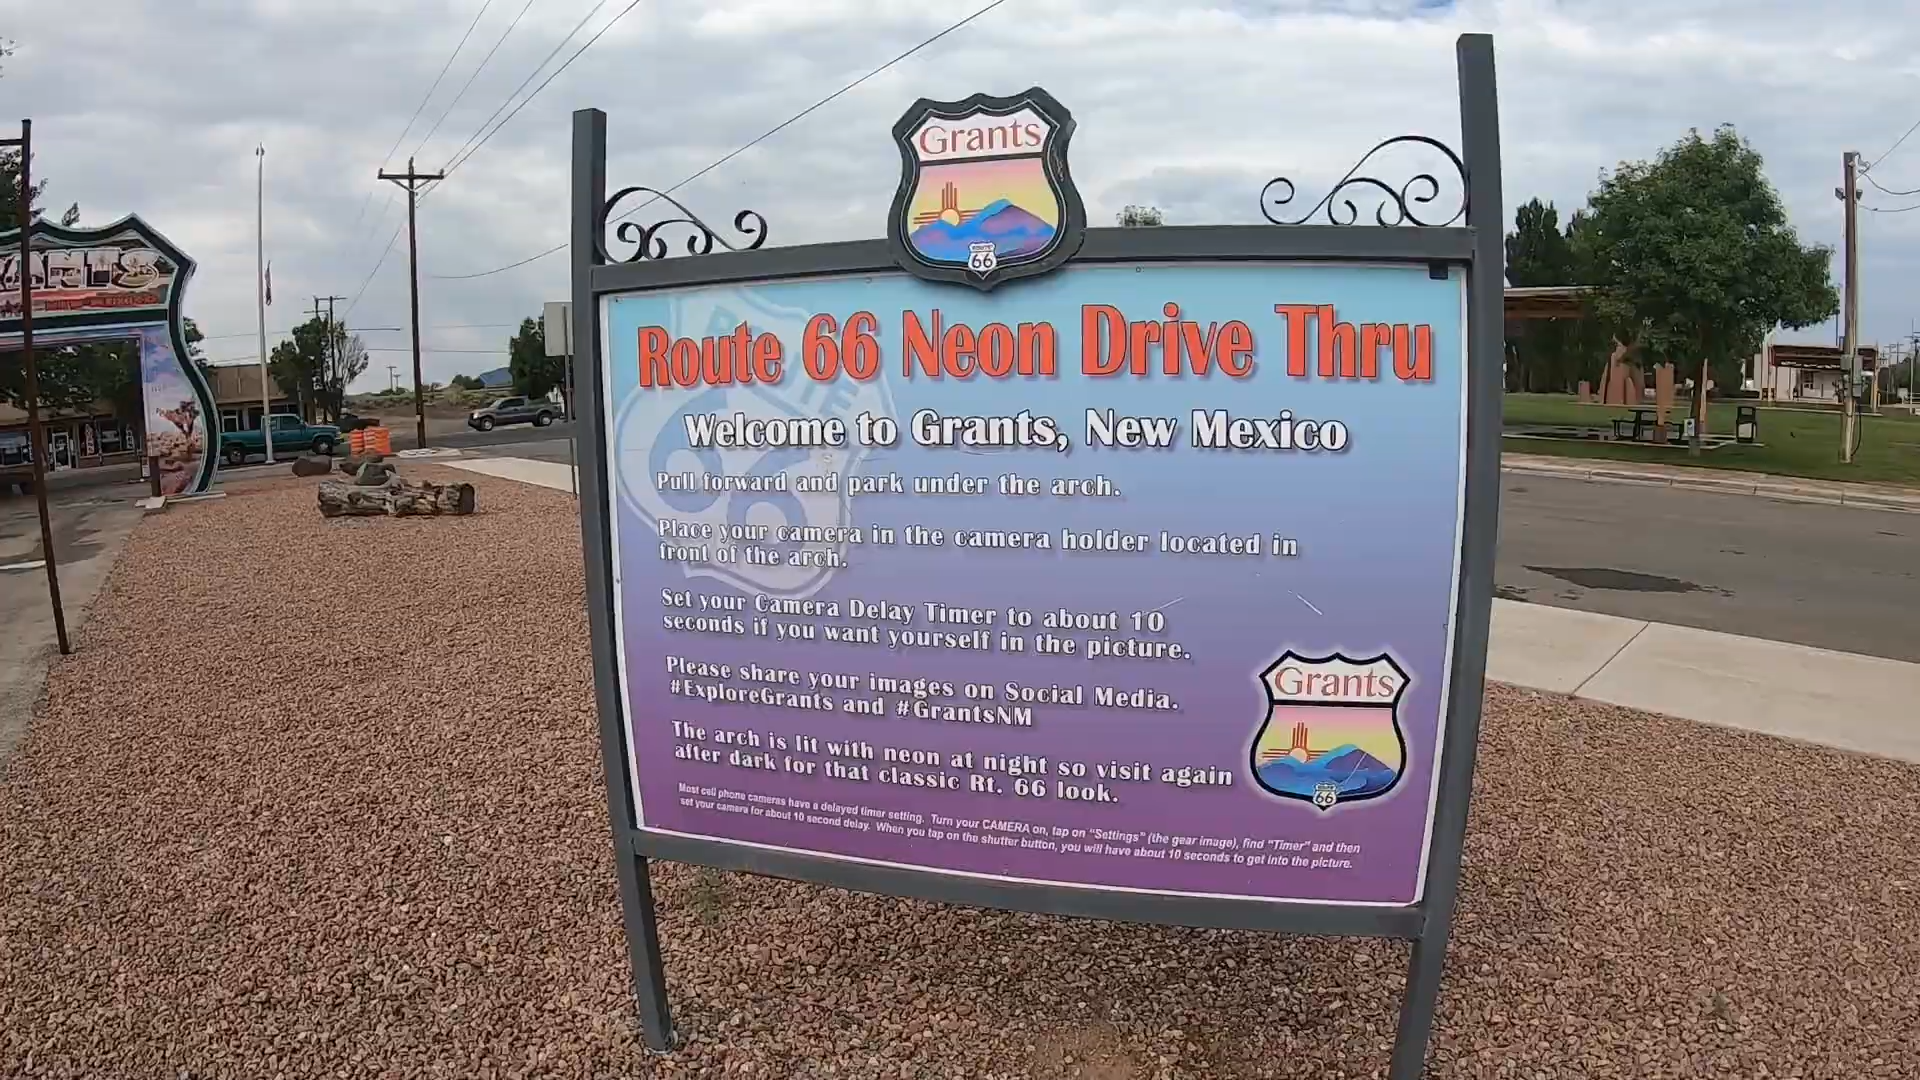 Grants
ROUTE
66
Route 66 Neon Drive Thru
Welcome to Grants, New Mexico
Pull forward and park under the arch.
Place your camera in the camera holder located in
front of the arch.
Set your Camera Delay Timer to about 10
seconds if you want yourself in the picture.
Please share your images on Social Media.
#ExploreGrants and #GrantsNM
The arch is lit with neon at night so visit again
after dark for that classic Rt. 66 look.
Most cell phone cameras have a delayed timer setting. Turn your CAMERA on, tap on "Settings" (the gear image), find "Timer" and then
set your camera for about 10 second delay. When you tap on the shutter button, you will have about 10 seconds to get into the picture.
Grants
ROUTE
66